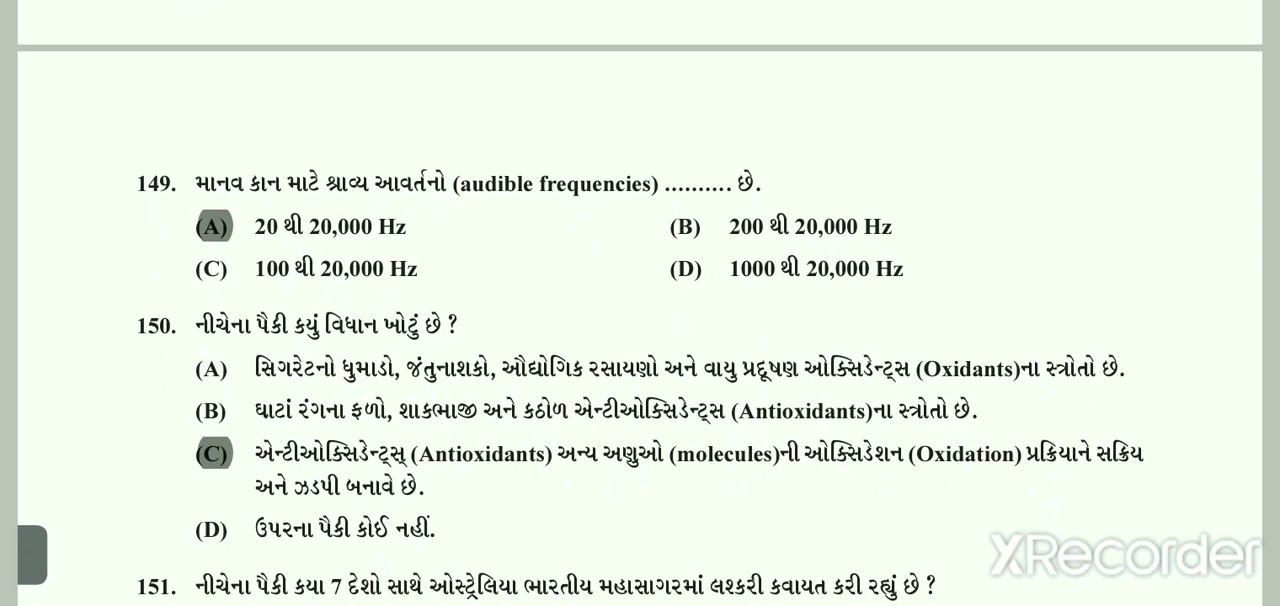 149. માનવ કાન માટે શ્રાવ્ય આવર્તનો (audible frequencies) .......... છે.
(A) 20 થી 20,000 Hz (B) 200 થી 20,000 Hz
(C) 100 થી 20,000 Hz (D) 1000 થી 20,000 Hz
150. નીચેના પૈકી કયું વિધાન ખોટું છે ?
(A) સિગરેટનો ધુમાડો, જંતુનાશકો, ઔદ્યોગિક રસાયણો અને વાયુ પ્રદૂષણ ઓક્સિડેન્ટ્સ (Oxidants)ના સ્ત્રોતો છે.
(B) ઘાટાં રંગના ફળો, શાકભાજી અને કઠોળ એન્ટીઓક્સિડેન્ટ્સ (Antioxidants)ના સ્ત્રોતો છે.
(C) એન્ટીઓક્સિડેન્ટ્સ્ (Antioxidants) અન્ય અણુઓ (molecules)ની ઓક્સિડેશન (Oxidation) પ્રક્રિયાને સક્રિય
અને ઝડપી બનાવે છે.
(D) ઉપરના પૈકી કોઈ નહીં.
XRecorder
151. નીચેના પૈકી કયા 7 દેશો સાથે ઓસ્ટ્રેલિયા ભારતીય મહાસાગરમાં લશ્કરી કવાયત કરી રહ્યું છે ?